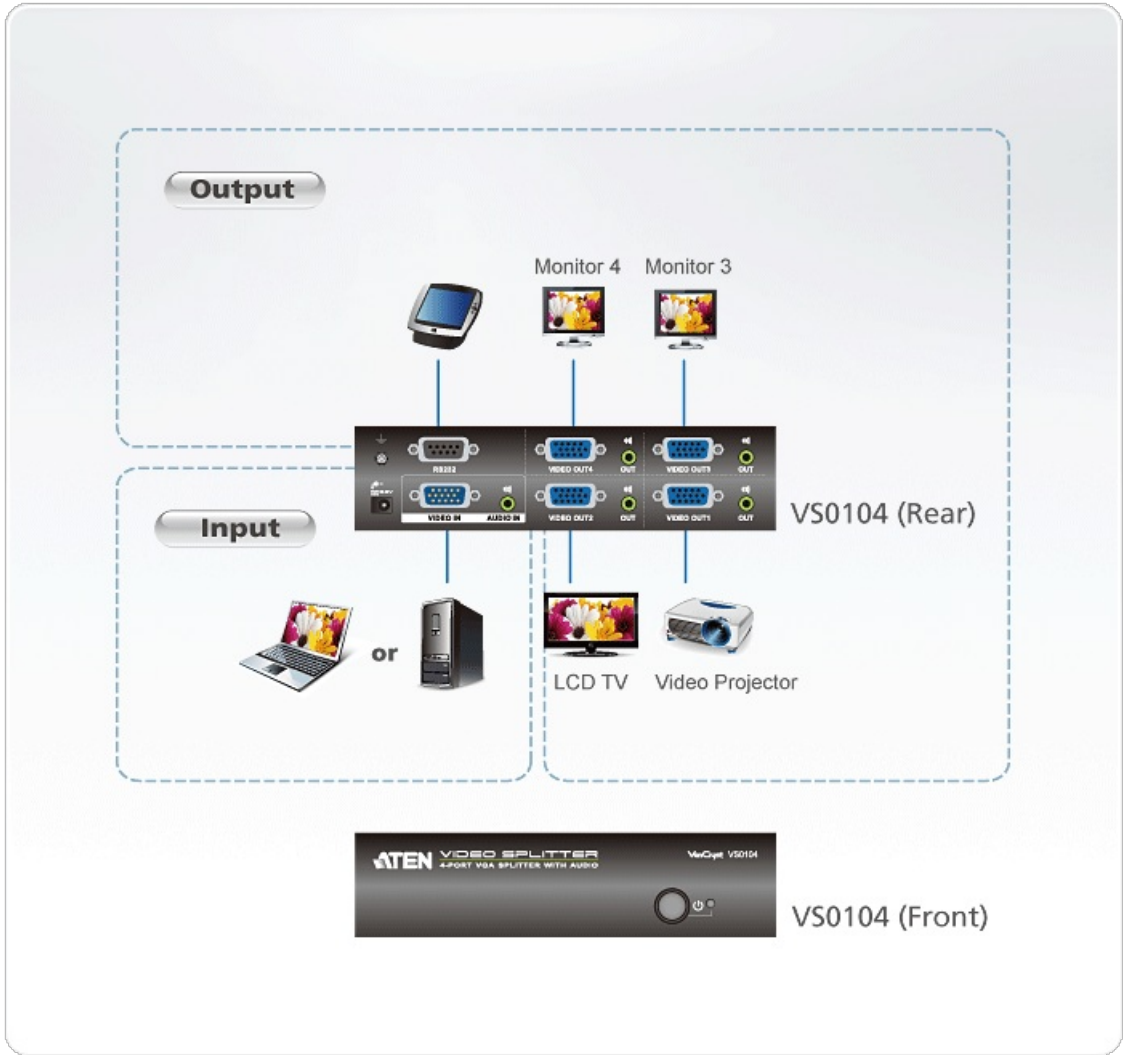 Output
Monitor 4 Monitor 3
RS232
VIDEO OUT4 OUT
VIDEO OUT3 OUT
VIDEO IN AUDIO IN
VIDEO OUT2 OUT
VIDEO OUT1 OUT
VS0104 (Rear)
Input
or
LCD TV Video Projector
ATEN VIDEO SPLITTER
4-PORT VGA SPLITTER WITH AUDIO
VanCryst VS0104
VS0104 (Front)